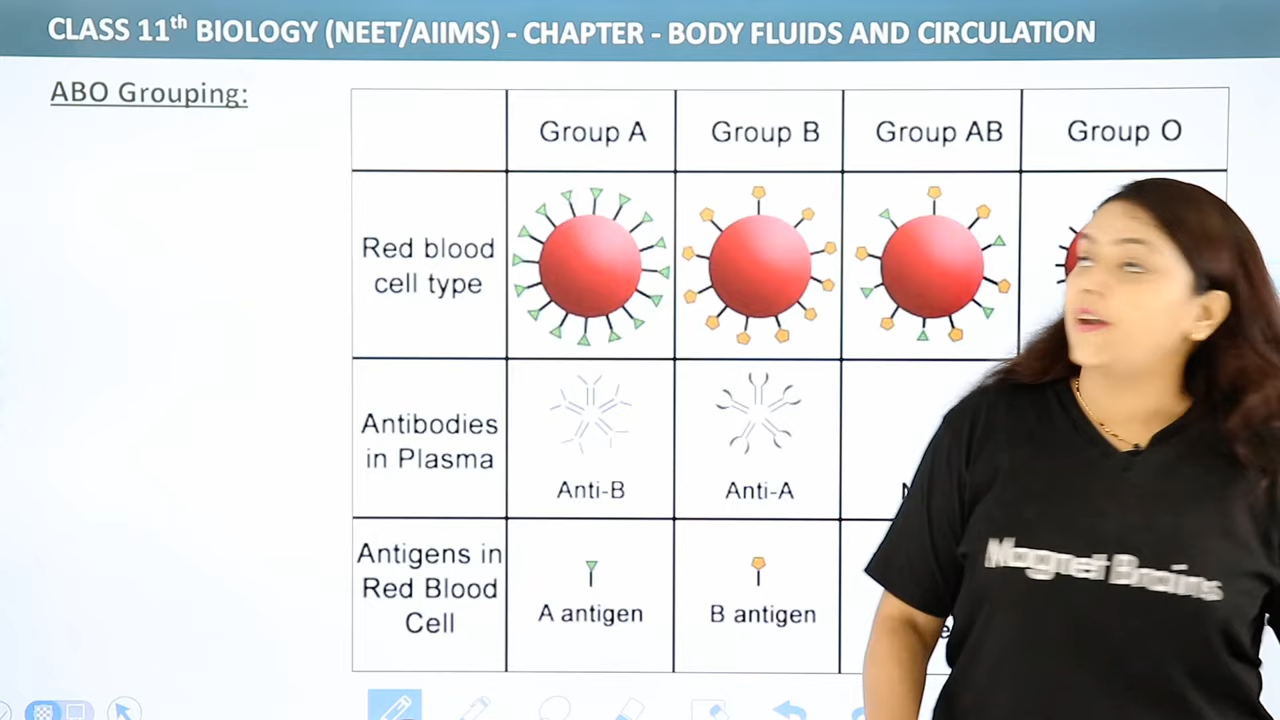 CLASS 11th BIOLOGY (NEET/AIIMS) - CHAPTER - BODY FLUIDS AND CIRCULATION
ABO Grouping:
Group A
Group B
Group AB
Group O
Red blood
cell type
Antibodies
in Plasma
Anti-B
Anti-A
Antigens in
Red Blood
Cell
A antigen
B antigen
Magnet Brains